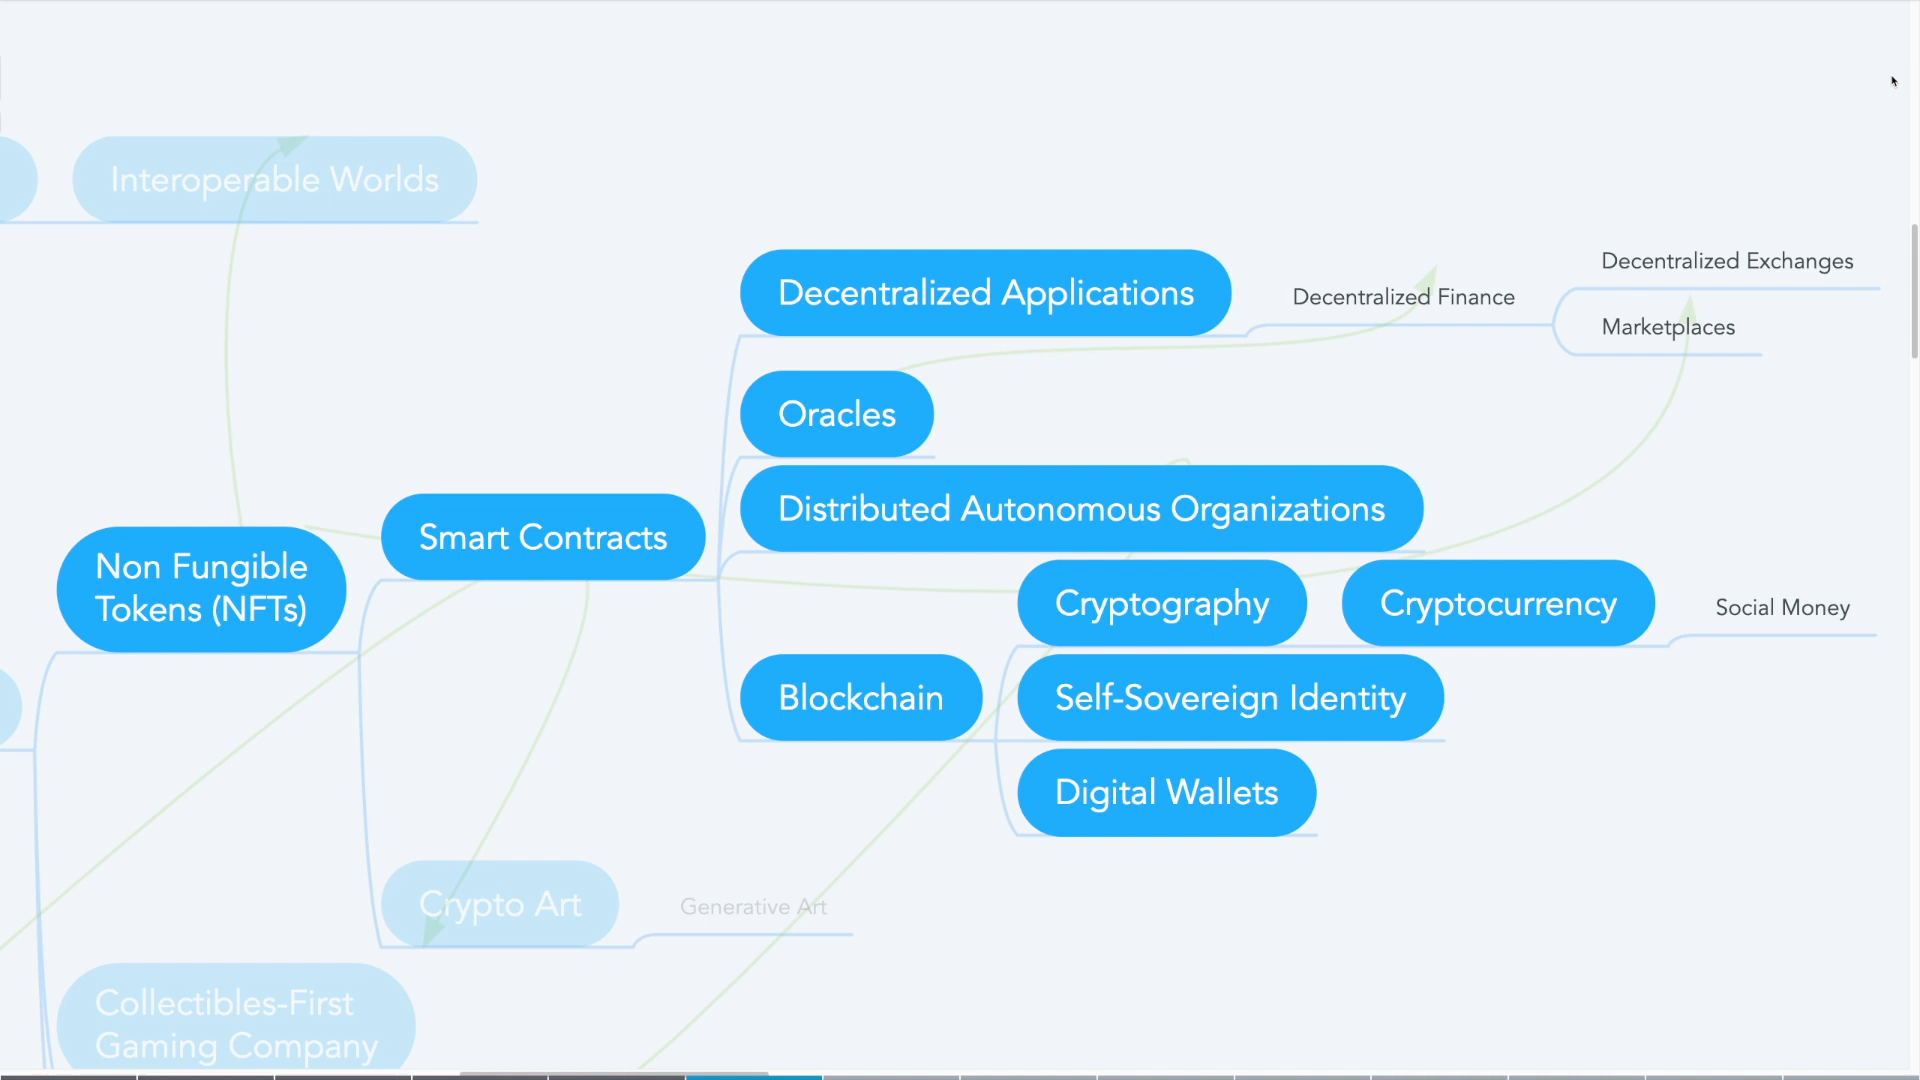 Interoperable Worlds
Decentralized Applications
Decentralized Finance
Decentralized Exchanges
Marketplaces
Oracles
Distributed Autonomous Organizations
Smart Contracts
Non Fungible
Tokens (NFTs)
Cryptography
Cryptocurrency
Social Money
Blockchain
Self-Sovereign Identity
Digital Wallets
Crypto Art
Generative Art
Collectibles-First
Gaming Company